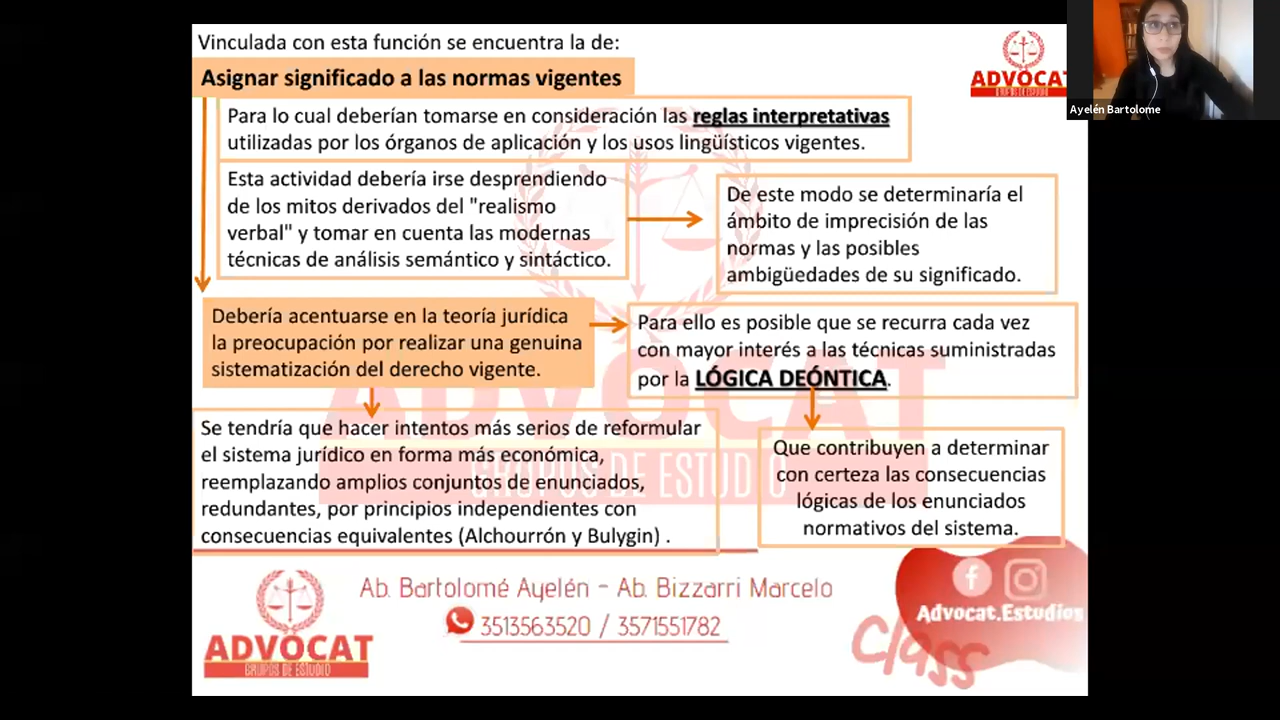 Vinculada con esta función se encuentra la de:
Asignar significado a las normas vigentes
ADVOCAT
GRUPOS DE ESTUDIO
Ayelén Bartolome
Para lo cual deberían tomarse en consideración las reglas interpretativas
utilizadas por los órganos de aplicación y los usos lingüísticos vigentes.
Esta actividad debería irse desprendiendo
de los mitos derivados del "realismo
verbal" y tomar en cuenta las modernas
técnicas de análisis semántico y sintáctico.
De este modo se determinaría el
ámbito de imprecisión de las
normas y las posibles
ambigüedades de su significado.
Debería acentuarse en la teoría jurídica
la preocupación por realizar una genuina
sistematización del derecho vigente.
Para ello es posible que se recurra cada vez
con mayor interés a las técnicas suministradas
por la LÓGICA DEÓNTICA.
Se tendría que hacer intentos más serios de reformular
el sistema jurídico en forma más económica,
reemplazando amplios conjuntos de enunciados,
redundantes, por principios independientes con
consecuencias equivalentes (Alchourrón y Bulygin) .
Que contribuyen a determinar
con certeza las consecuencias
lógicas de los enunciados
normativos del sistema.
ADVOCAT
GRUPOS DE ESTUDIO
Ab. Bartolomé Ayelén - Ab. Bizzarri Marcelo
3513563520 / 3571551782
ADVOCAT
GRUPOS DE ESTUDIO
Advocat.Estudios
Class